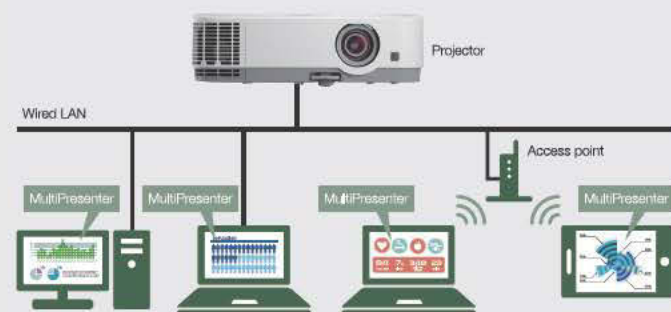 Projector
Wired LAN
Access point
MultiPresenter
MultiPresenter
MultiPresenter
MultiPresenter